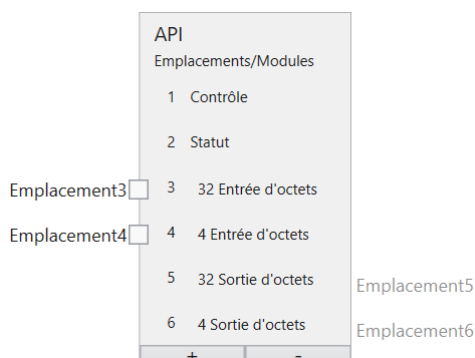 API
Emplacements/Modules
1 Contrôle
2 Statut
Emplacement3 3 32 Entrée d'octets
Emplacement4 4 4 Entrée d'octets
5 32 Sortie d'octets Emplacement5
6 4 Sortie d'octets Emplacement6
+ -